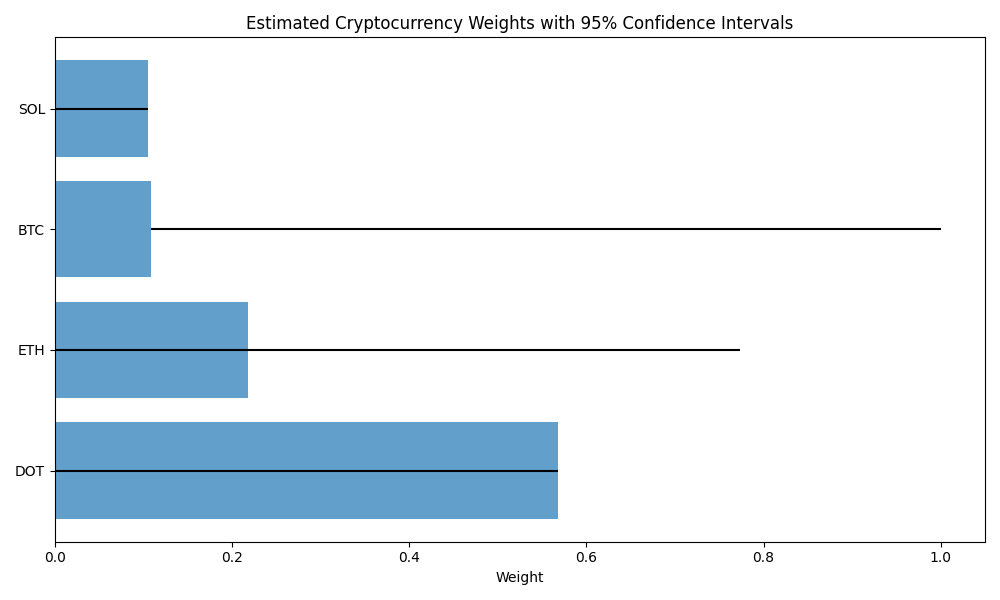 Estimated Cryptocurrency Weights with 95% Confidence Intervals
SOL
BTC
ETH
DOT
0.0 0.2 0.4 0.6 0.8 1.0
Weight